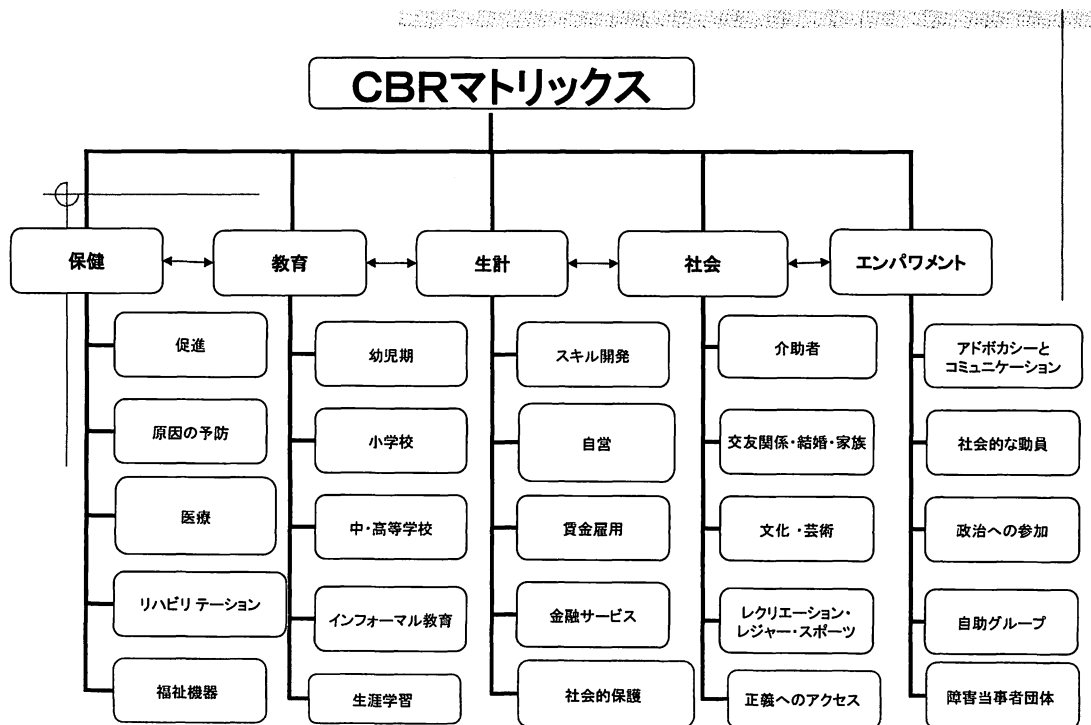 CBRマトリックス
保健
教育
生計
社会
エンパワメント
促進
原因の予防
医療
リハビリテーション
福祉機器
幼児期
小学校
中・高等学校
インフォーマル教育
生涯学習
スキル開発
自営
賃金雇用
金融サービス
社会的保護
介助者
交友関係・結婚・家族
文化・芸術
レクリエーション・
レジャー・スポーツ
正義へのアクセス
アドボカシーと
コミュニケーション
社会的な動員
政治への参加
自助グループ
障害当事者団体